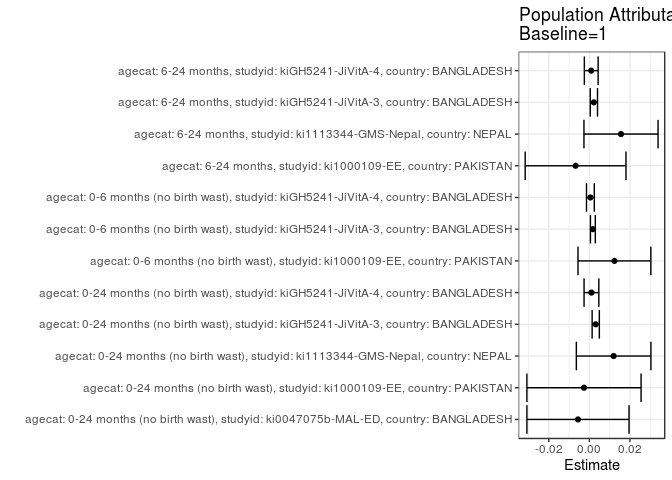 Population Attributa
Baseline=1
agecat: 6-24 months, studyid: kiGH5241-JiVitA-4, country: BANGLADESH
agecat: 6-24 months, studyid: kiGH5241-JiVitA-3, country: BANGLADESH
agecat: 6-24 months, studyid: ki1113344-GMS-Nepal, country: NEPAL
agecat: 6-24 months, studyid: ki1000109-EE, country: PAKISTAN
agecat: 0-6 months (no birth wast), studyid: kiGH5241-JiVitA-4, country: BANGLADESH
agecat: 0-6 months (no birth wast), studyid: kiGH5241-JiVitA-3, country: BANGLADESH
agecat: 0-6 months (no birth wast), studyid: ki1000109-EE, country: PAKISTAN
agecat: 0-24 months (no birth wast), studyid: kiGH5241-JiVitA-4, country: BANGLADESH
agecat: 0-24 months (no birth wast), studyid: kiGH5241-JiVitA-3, country: BANGLADESH
agecat: 0-24 months (no birth wast), studyid: ki1113344-GMS-Nepal, country: NEPAL
agecat: 0-24 months (no birth wast), studyid: ki1000109-EE, country: PAKISTAN
agecat: 0-24 months (no birth wast), studyid: ki0047075b-MAL-ED, country: BANGLADESH
-0.02 0.00 0.02
Estimate